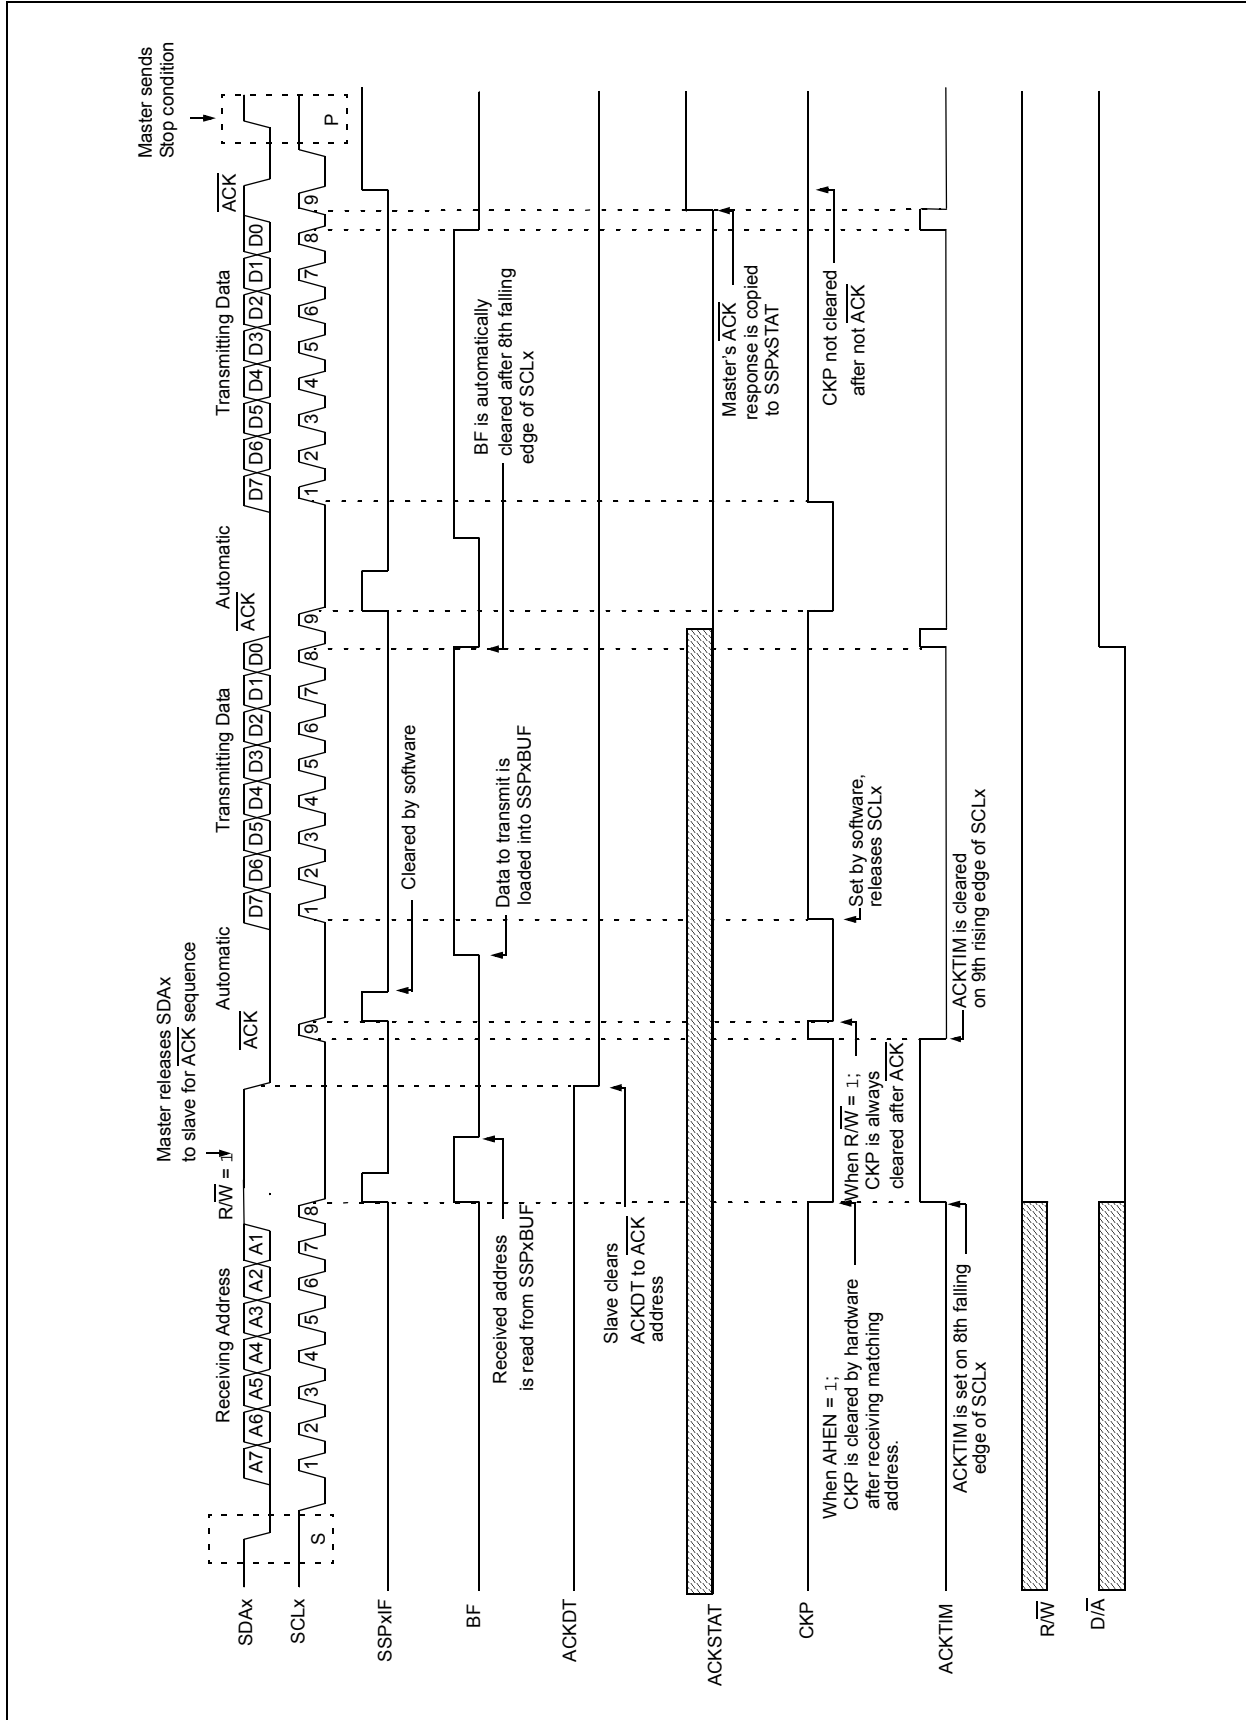 Master releases SDAx
to slave for ACK sequence
Master sends
Stop condition
Receiving Address
R/W = 1
Automatic
Transmitting Data
Automatic
Transmitting Data
ACK
ACK
ACK
SDAx
A7 A6 A5 A4 A3 A2 A1
D7 D6 D5 D4 D3 D2 D1 D0
D7 D6 D5 D4 D3 D2 D1 D0
SCLx
S
1 2 3 4 5 6 7 8 9
1 2 3 4 5 6 7 8 9
1 2 3 4 5 6 7 8 9
P
SSPxIF
Cleared by software
BF
Received address
is read from SSPxBUF
Data to transmit is
loaded into SSPxBUF
BF is automatically
cleared after 8th falling
edge of SCLx
ACKDT
Slave clears
ACKDT to ACK
address
ACKSTAT
Master's ACK
response is copied
to SSPxSTAT
CKP
When AHEN = 1;
CKP is cleared by hardware
after receiving matching
address.
When R/W = 1;
CKP is always
cleared after ACK
Set by software,
releases SCLx
CKP not cleared
after not ACK
ACKTIM
ACKTIM is set on 8th falling
edge of SCLx
ACKTIM is cleared
on 9th rising edge of SCLx
R/W
D/A